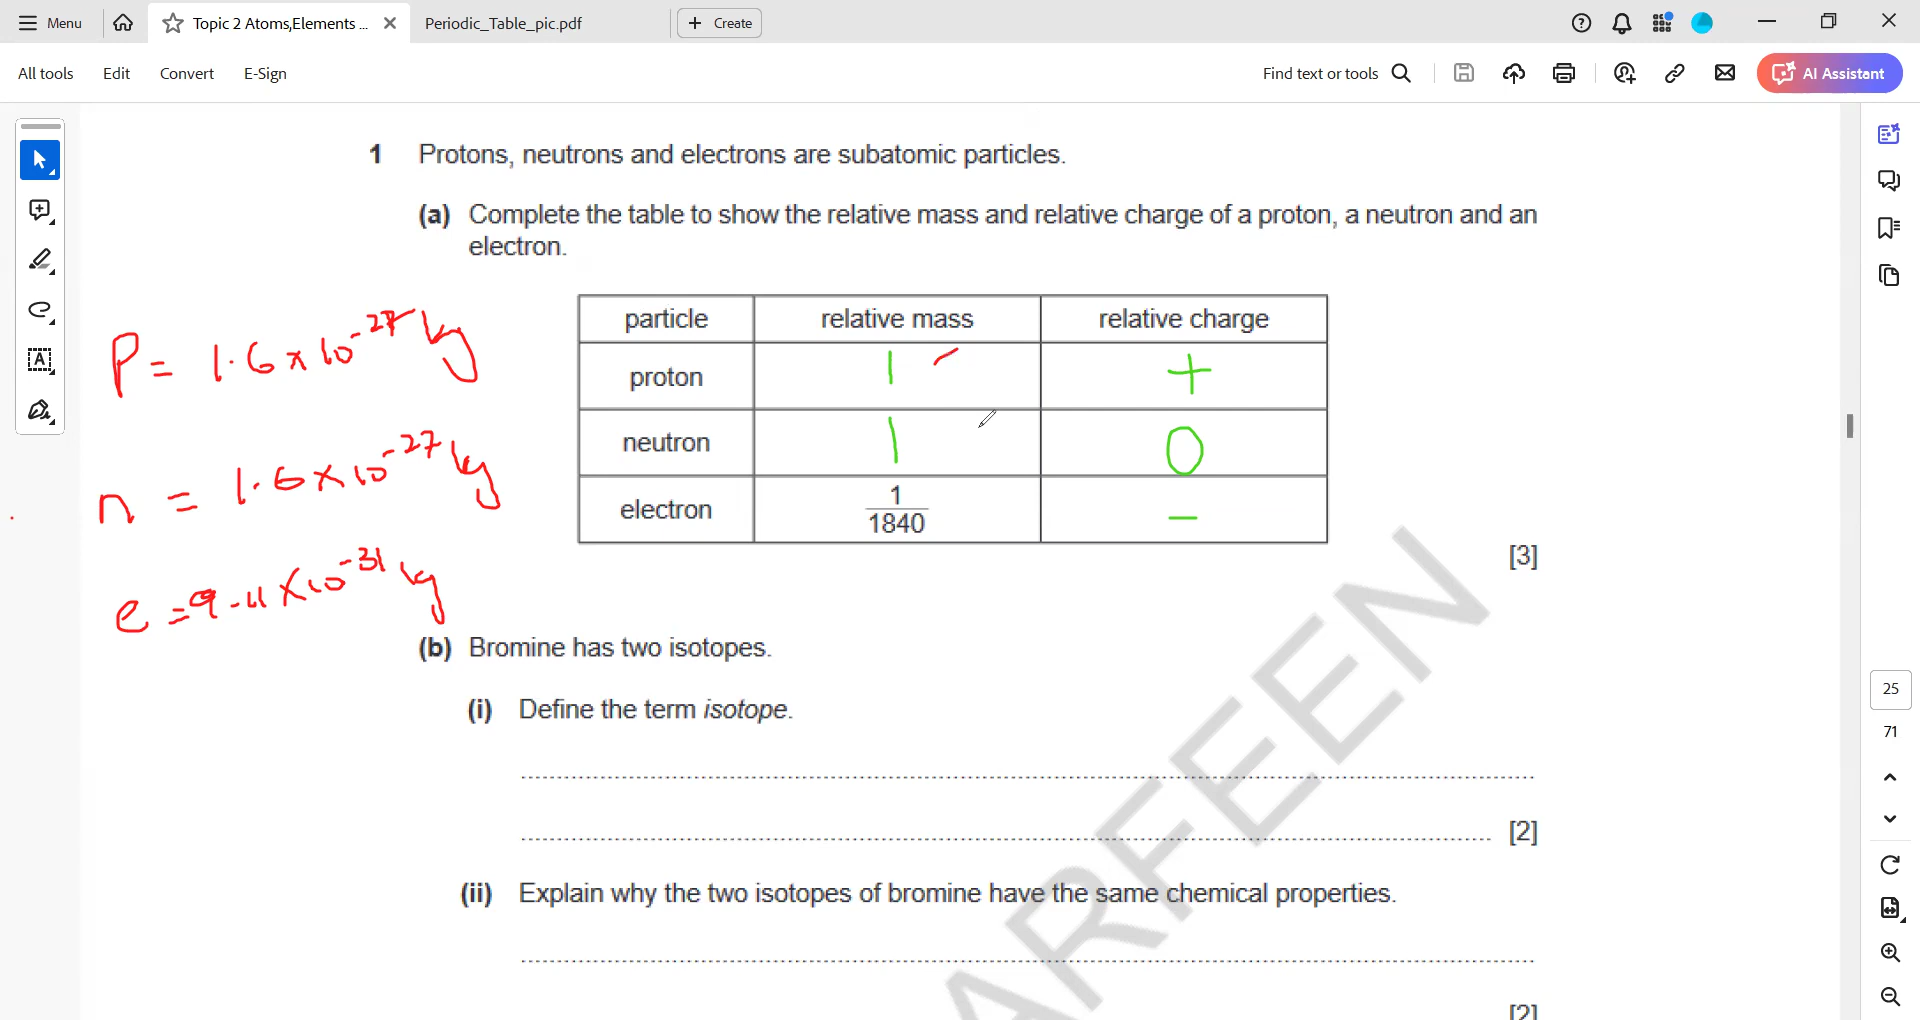 Menu
Topic 2 Atoms,Elements ...
Periodic_Table_pic.pdf
+ Create
All tools
Edit
Convert
E-Sign
Find text or tools
AI Assistant
1 Protons, neutrons and electrons are subatomic particles.
(a) Complete the table to show the relative mass and relative charge of a proton, a neutron and an
electron.
particle relative mass relative charge
proton 1 +
neutron 1 0
electron 1/1840 −
[3]
P = 1.6 x 10^-27 kg
n = 1.6 x 10^-27 kg
e = 9.11 x 10^-31 kg
(b) Bromine has two isotopes.
(i) Define the term isotope.
[2]
(ii) Explain why the two isotopes of bromine have the same chemical properties.
[2]
ARFEEN
25
71